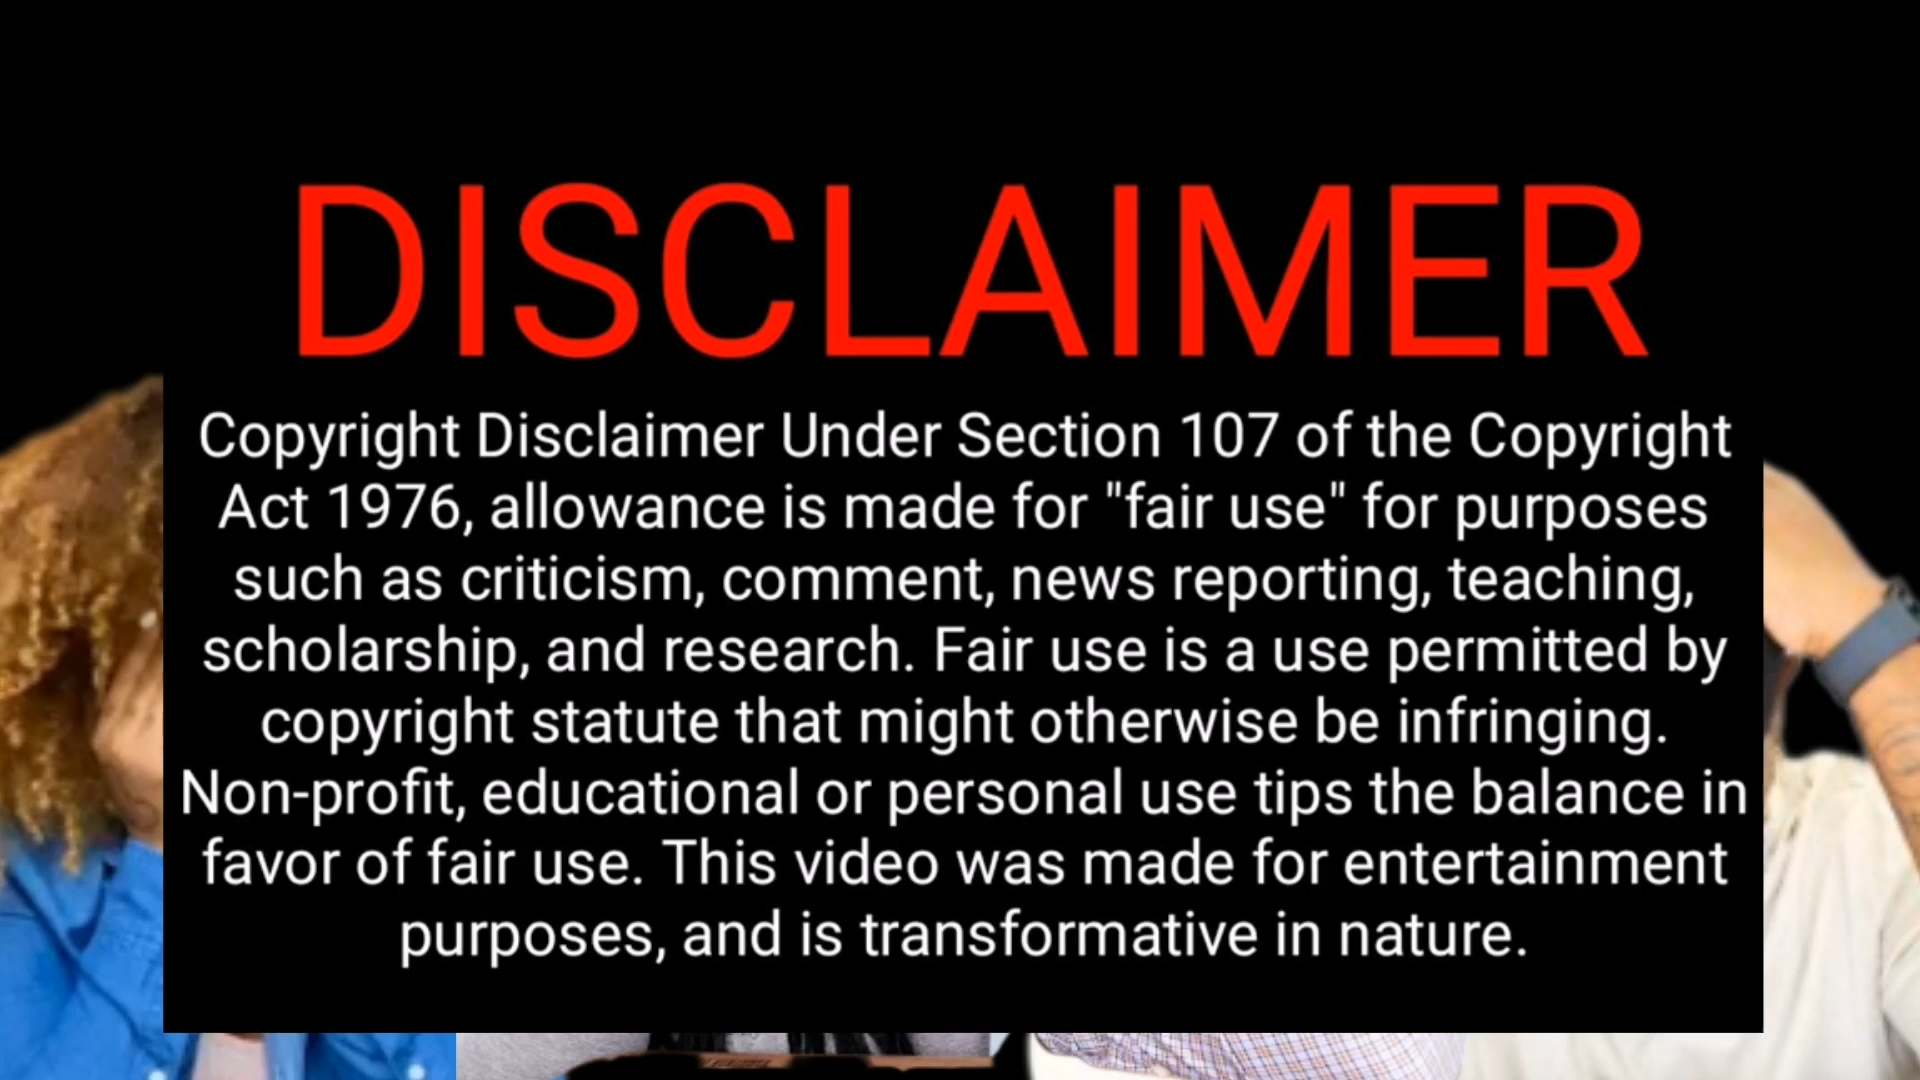 DISCLAIMER
Copyright Disclaimer Under Section 107 of the Copyright
Act 1976, allowance is made for "fair use" for purposes
such as criticism, comment, news reporting, teaching,
scholarship, and research. Fair use is a use permitted by
copyright statute that might otherwise be infringing.
Non-profit, educational or personal use tips the balance in
favor of fair use. This video was made for entertainment
purposes, and is transformative in nature.